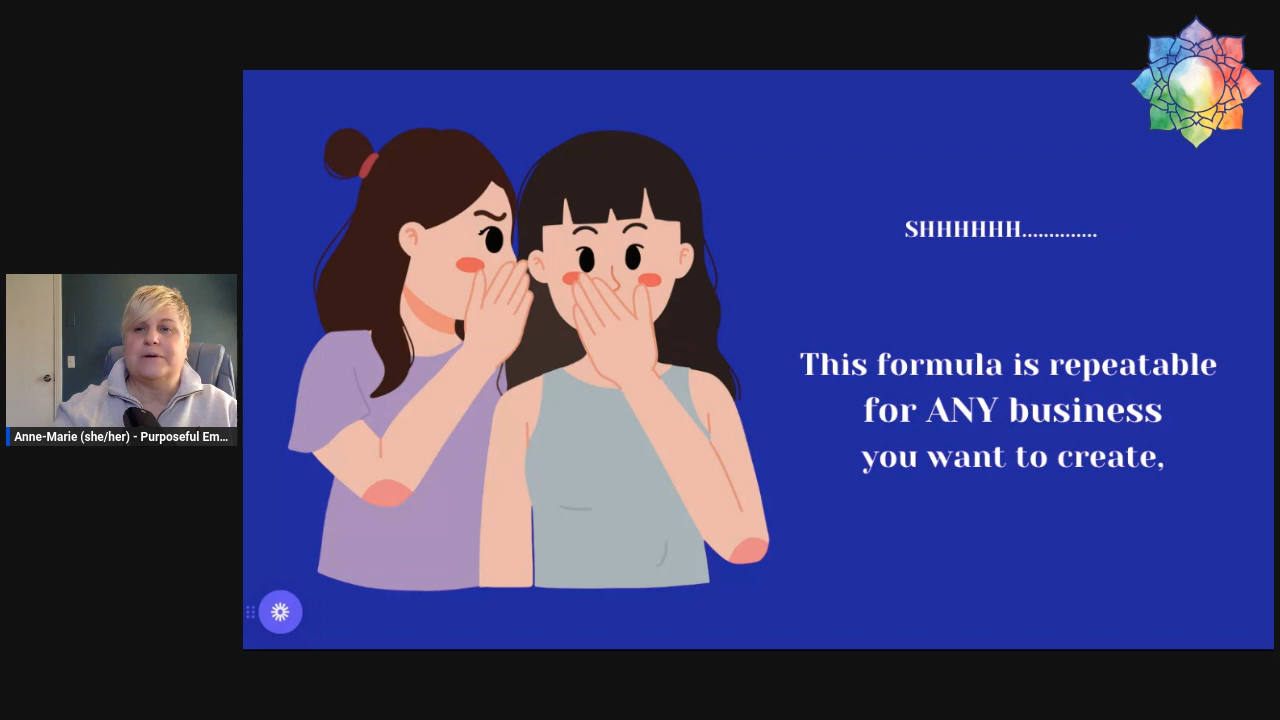 SHHHHHH..............
This formula is repeatable
for ANY business
you want to create,
Anne-Marie (she/her) - Purposeful Em...